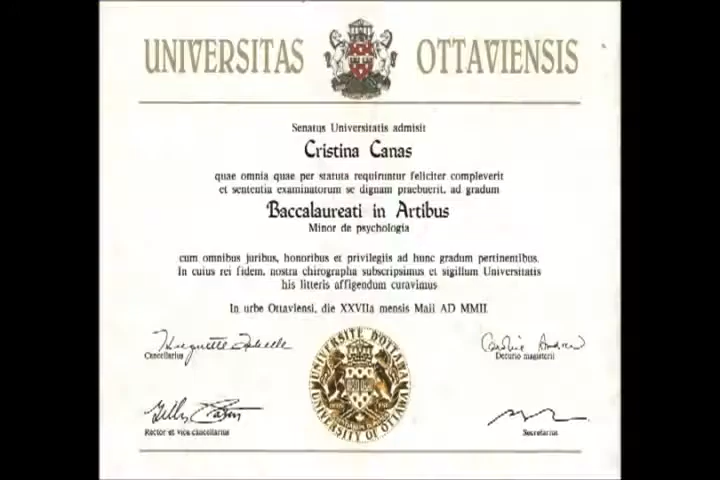 UNIVERSITAS OTTAVIENSIS
Senatus Universitatis admisit
Cristina Canas
quae omnia quae per statuta requiruntur feliciter compleverit
et sententia examinatorum se dignam praebuerit, ad gradum
Baccalaureati in Artibus
Minor de psychologia
cum omnibus juribus, honoribus et privilegiis ad hunc gradum pertinentibus.
In cuius rei fidem, nostra chirographa subscripsimus et sigillum Universitatis
his litteris affigendum curavimus
In urbe Ottaviensi, die XXVIIa mensis Maii AD MMII
Cancellarius
Decurio magisterii
UNIVERSITÉ D'OTTAWA
UNIVERSITY OF OTTAWA
Rector et vice cancellarius
Secretarius